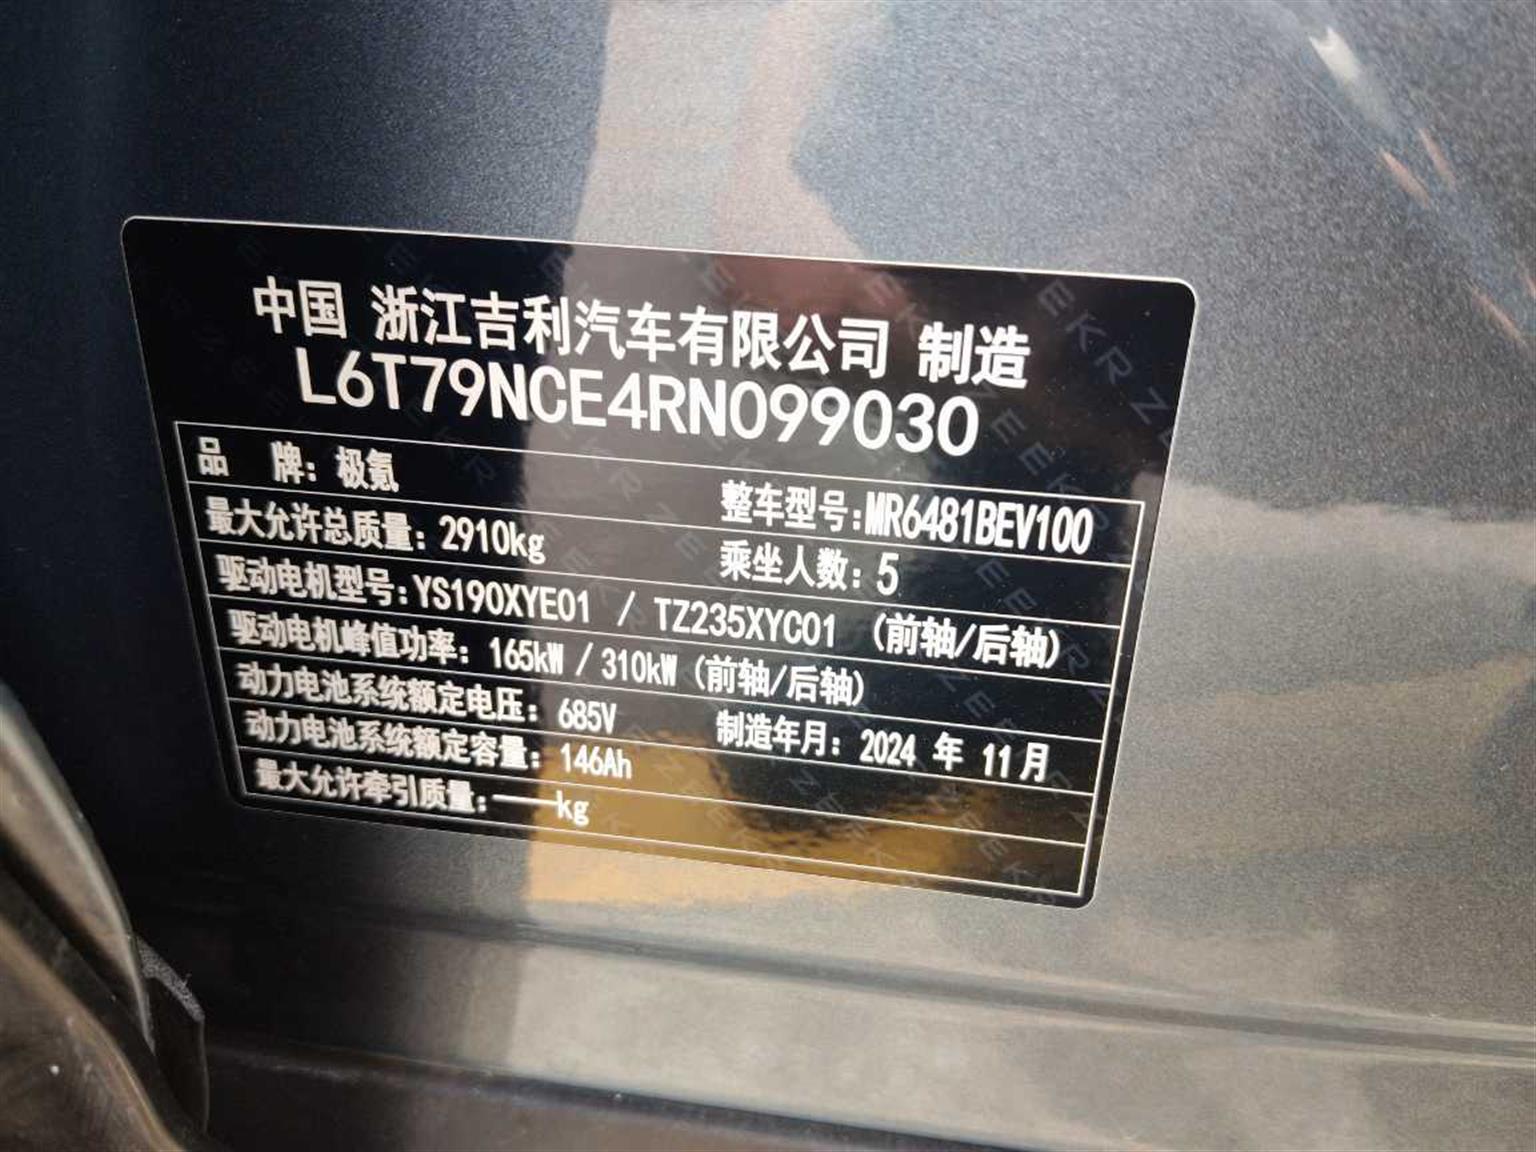 中国 浙江吉利汽车有限公司 制造
L6T79NCE4RN099030
品 牌：极氪 整车型号：MR6481BEV100
最大允许总质量：2910kg 乘坐人数：5
驱动电机型号：YS190XYE01 / TZ235XYC01 (前轴/后轴)
驱动电机峰值功率：165kW / 310kW (前轴/后轴)
动力电池系统额定电压：685V 制造年月：2024 年 11月
动力电池系统额定容量：146Ah
最大允许牵引质量：——kg